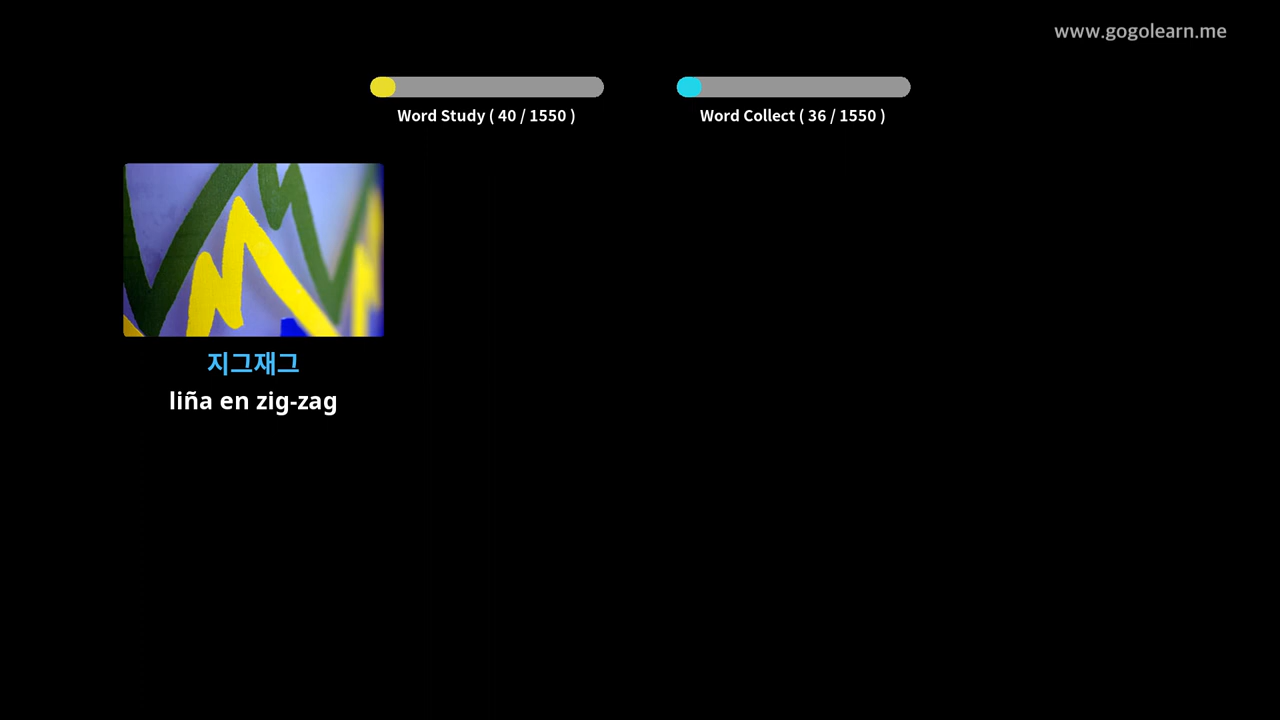 www.gogolearn.me
Word Study ( 40 / 1550 )
Word Collect ( 36 / 1550 )
지그재그
liña en zig-zag